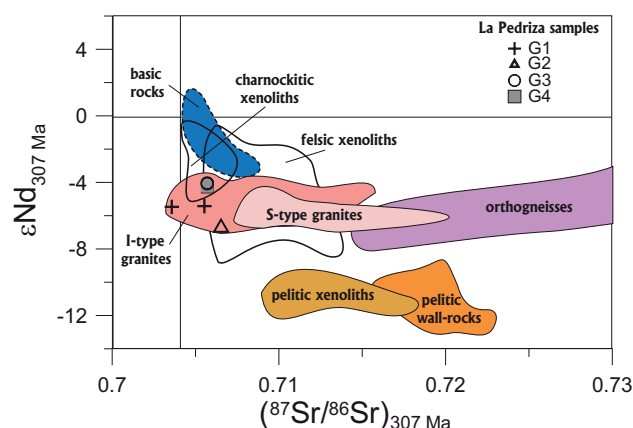 La Pedriza samples
G1
G2
G3
G4
basic
rocks
charnockitic
xenoliths
felsic xenoliths
I-type
granites
S-type granites
orthogneisses
pelitic xenoliths
pelitic
wall-rocks
4
0
-4
-8
-12
εNd307 Ma
0.7
0.71
0.72
0.73
(87Sr/86Sr)307 Ma